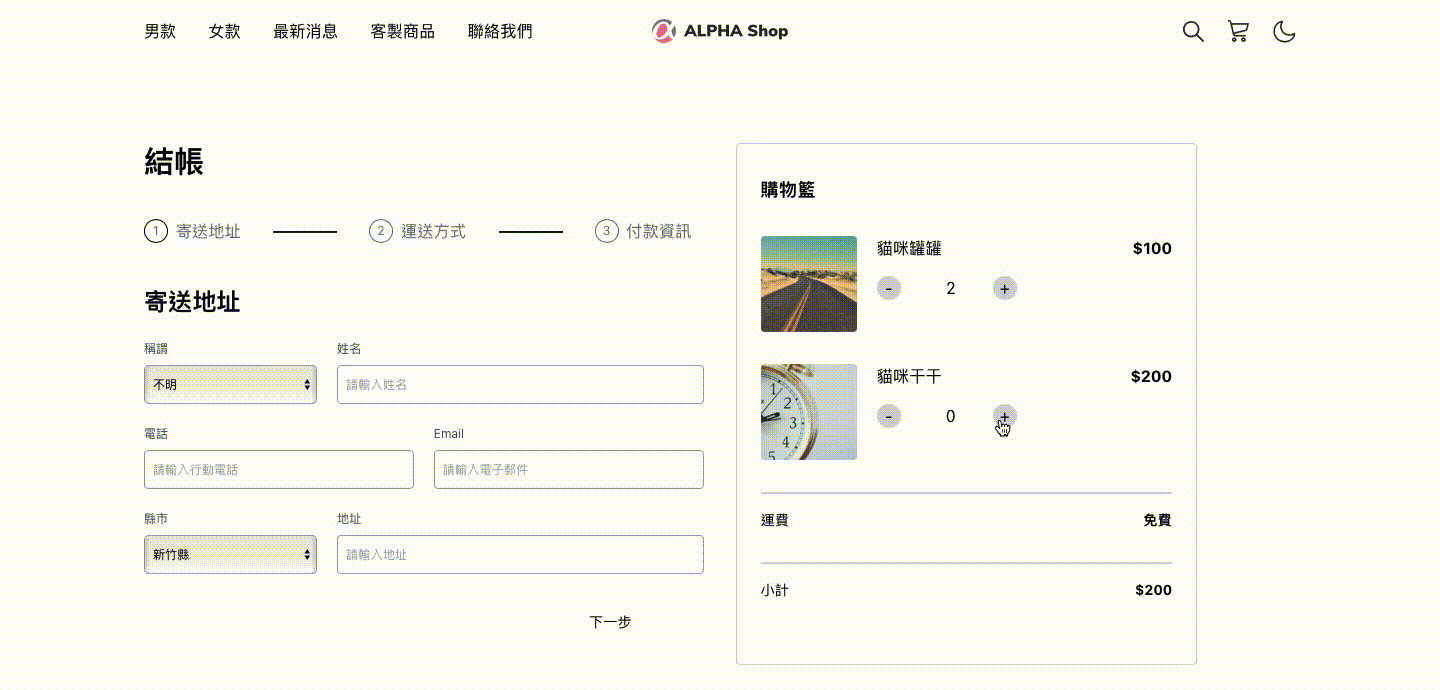 男款 女款 最新消息 客製商品 聯絡我們 ALPHA Shop
結帳
1 寄送地址 2 運送方式 3 付款資訊
寄送地址
稱謂 姓名
不明 請輸入姓名
電話 Email
請輸入行動電話 請輸入電子郵件
縣市 地址
新竹縣 請輸入地址
下一步
購物籃
貓咪罐罐 $100
- 2 +
貓咪干干 $200
- 0 +
1
2
3
4
5
運費 免費
小計 $200